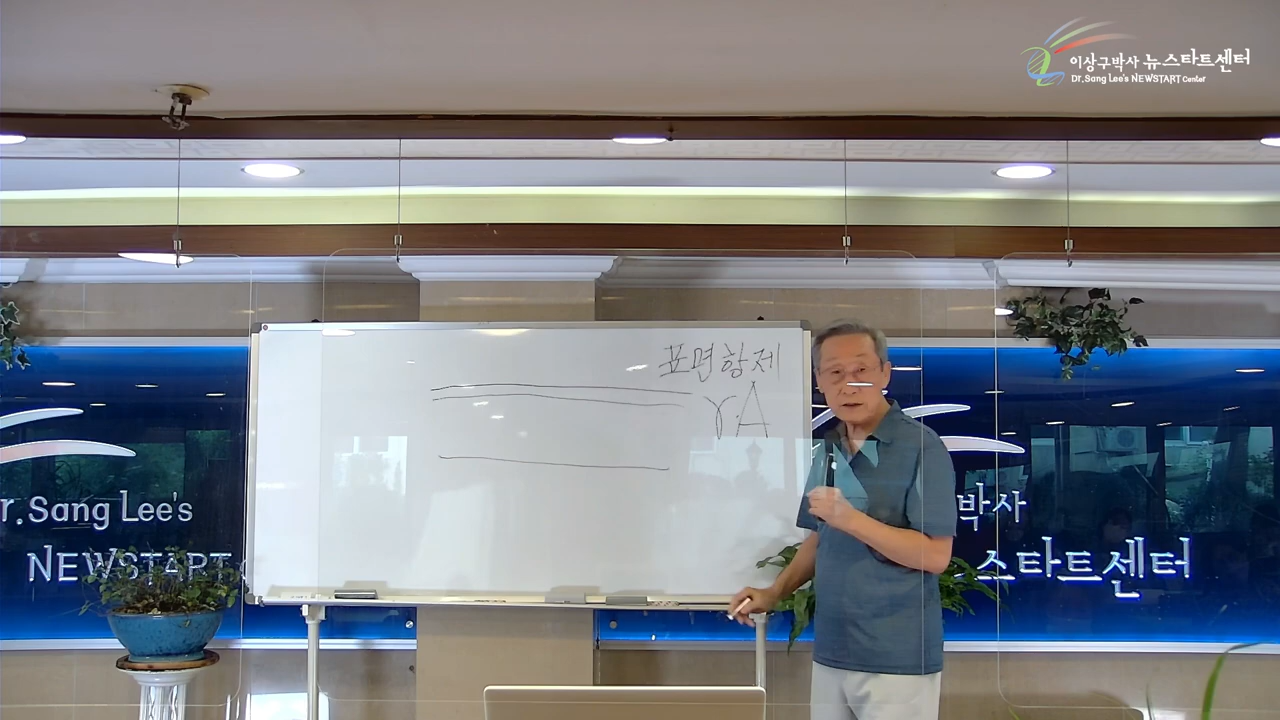 이상구박사 뉴스타트센터
Dr. Sang Lee's NEWSTART Center
표면항제
γ.A
r.Sang Lee's
NEWSTART
박사
스타트센터